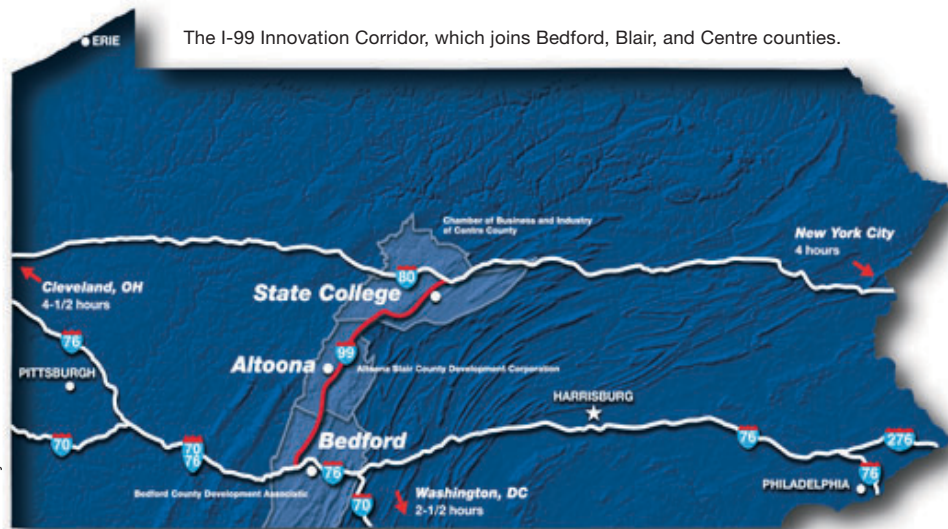 The I-99 Innovation Corridor, which joins Bedford, Blair, and Centre counties.
ERIE
Chamber of Business and Industry
of Centre County
New York City
4 hours
80
State College
Cleveland, OH
4-1/2 hours
76
99
Altoona
Altoona Blair County Development Corporation
PITTSBURGH
HARRISBURG
Bedford
70
70
76
76
76
276
76
PHILADELPHIA
Bedford County Development Associatic
70
Washington, DC
2-1/2 hours